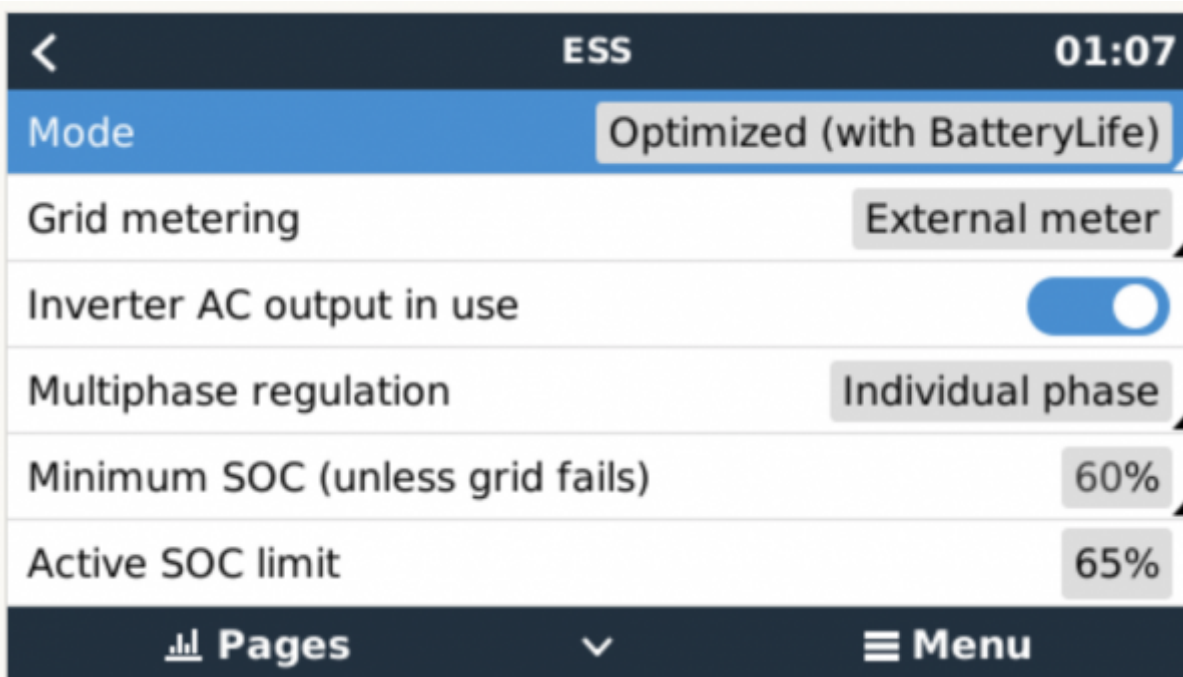 ESS 01:07
Mode Optimized (with BatteryLife)
Grid metering External meter
Inverter AC output in use
Multiphase regulation Individual phase
Minimum SOC (unless grid fails) 60%
Active SOC limit 65%
Pages Menu